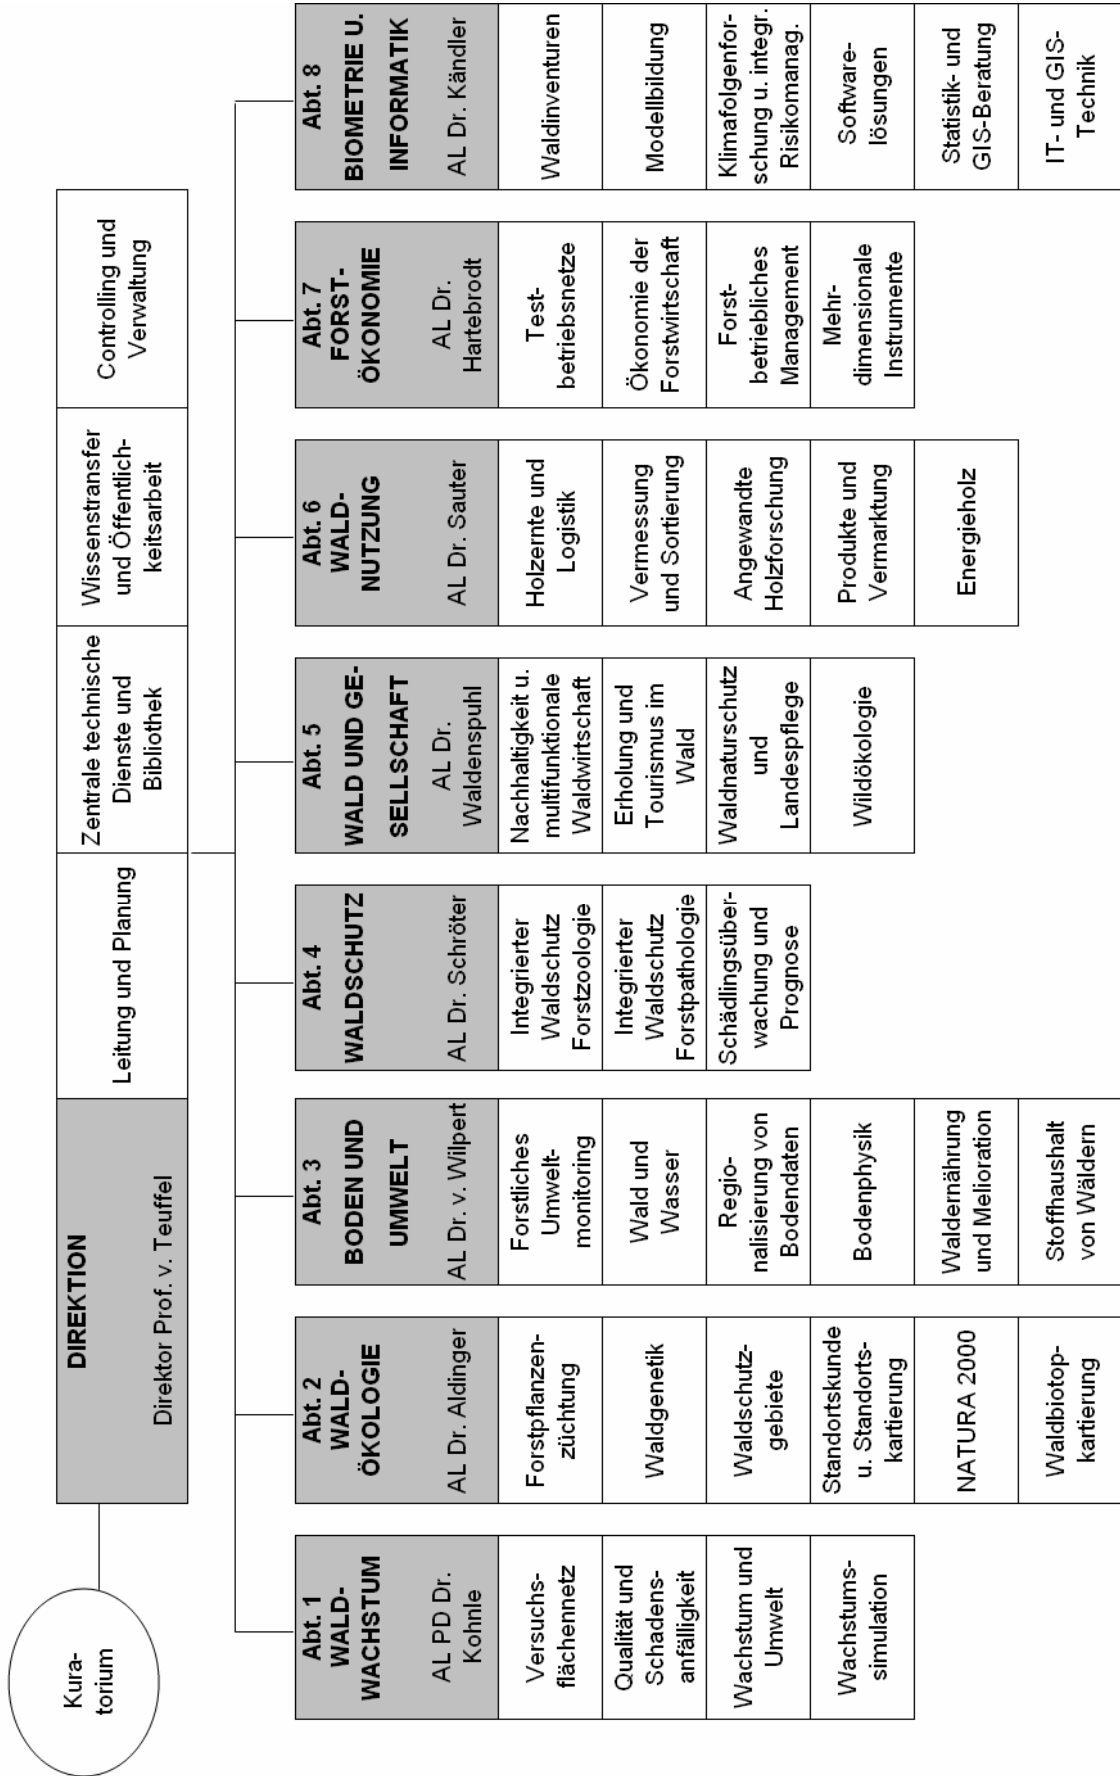 Kura-
torium
DIREKTION
Direktor Prof. v. Teuffel
Leitung und Planung
Zentrale technische
Dienste und
Bibliothek
Wissenstransfer
und Öffentlich-
keitsarbeit
Controlling und
Verwaltung
Abt. 1
WALD-
WACHSTUM
AL PD Dr.
Kohnle
Versuchs-
flächennetz
Qualität und
Schadens-
anfälligkeit
Wachstum und
Umwelt
Wachstums-
simulation
Abt. 2
WALD-
ÖKOLOGIE
AL Dr. Aldinger
Forstpflanzen-
züchtung
Waldgenetik
Waldschutz-
gebiete
Standortskunde
u. Standorts-
kartierung
NATURA 2000
Waldbiotop-
kartierung
Abt. 3
BODEN UND
UMWELT
AL Dr. v. Wilpert
Forstliches
Umwelt-
monitoring
Wald und
Wasser
Regio-
nalisierung von
Bodendaten
Bodenphysik
Waldernährung
und Melioration
Stoffhaushalt
von Wäldern
Abt. 4
WALDSCHUTZ
AL Dr. Schröter
Integrierter
Waldschutz
Forstzoologie
Integrierter
Waldschutz
Forstpathologie
Schädlingsüber-
wachung und
Prognose
Abt. 5
WALD UND GE-
SELLSCHAFT
AL Dr.
Waldenspuhl
Nachhaltigkeit u.
multifunktionale
Waldwirtschaft
Erholung und
Tourismus im
Wald
Waldnaturschutz
und
Landespflege
Wildökologie
Abt. 6
WALD-
NUTZUNG
AL Dr. Sauter
Holzernte und
Logistik
Vermessung
und Sortierung
Angewandte
Holzforschung
Produkte und
Vermarktung
Energieholz
Abt. 7
FORST-
ÖKONOMIE
AL Dr.
Hartebrodt
Test-
betriebsnetze
Ökonomie der
Forstwirtschaft
Forst-
betriebliches
Management
Mehr-
dimensionale
Instrumente
Abt. 8
BIOMETRIE U.
INFORMATIK
AL Dr. Kändler
Waldinventuren
Modellbildung
Klimafolgenfor-
schung u. integr.
Risikomanag.
Software-
lösungen
Statistik- und
GIS-Beratung
IT- und GIS-
Technik